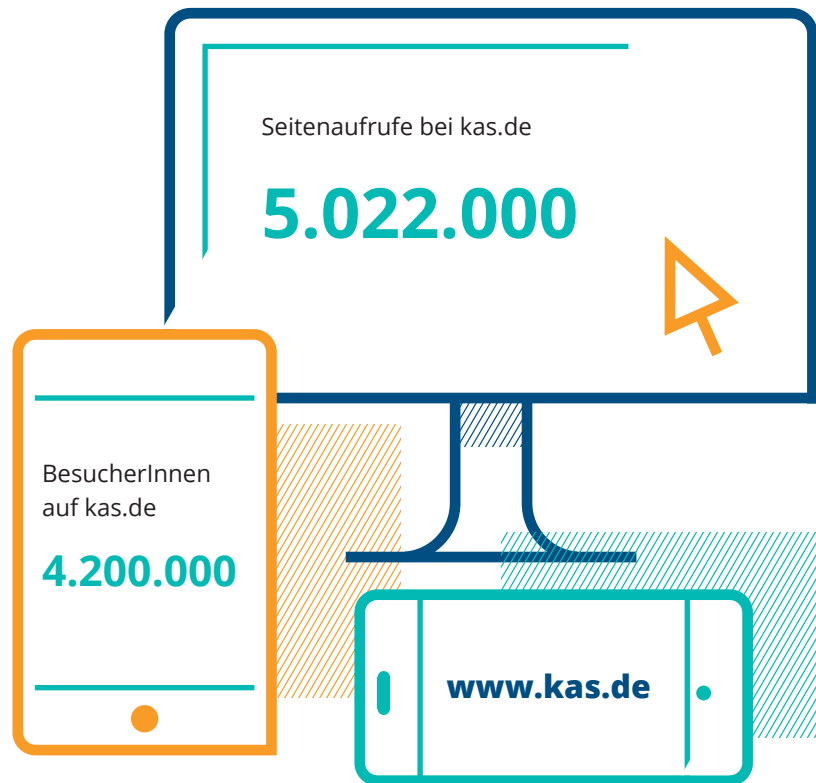 Seitenaufrufe bei kas.de
5.022.000
BesucherInnen
auf kas.de
4.200.000
www.kas.de